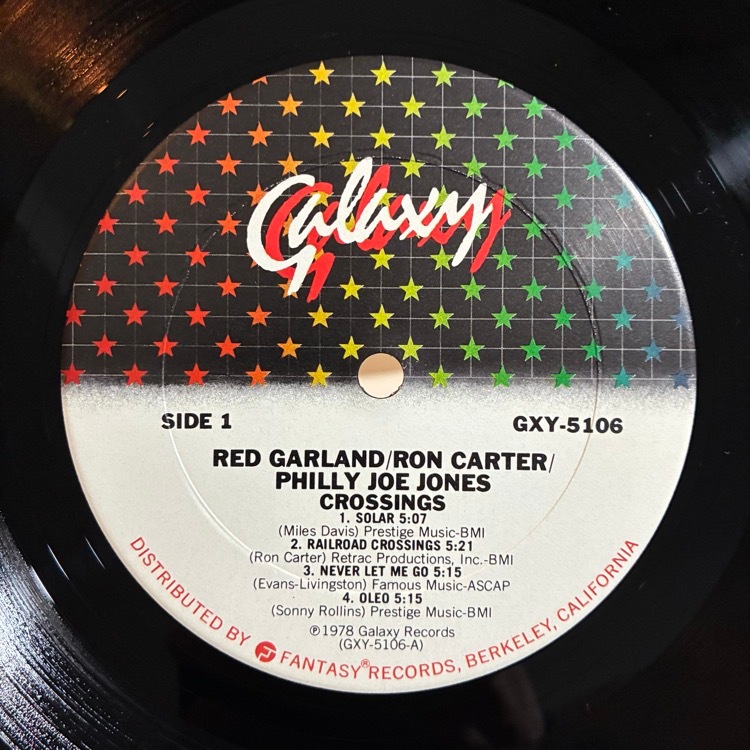 Galaxy
SIDE 1
GXY-5106
RED GARLAND/RON CARTER/
PHILLY JOE JONES
CROSSINGS
1. SOLAR 5:07
(Miles Davis) Prestige Music-BMI
2. RAILROAD CROSSINGS 5:21
(Ron Carter) Retrac Productions, Inc.-BMI
3. NEVER LET ME GO 5:15
(Evans-Livingston) Famous Music-ASCAP
4. OLEO 5:15
(Sonny Rollins) Prestige Music-BMI
℗1978 Galaxy Records
(GXY-5106-A)
DISTRIBUTED BY FANTASY® RECORDS, BERKELEY, CALIFORNIA